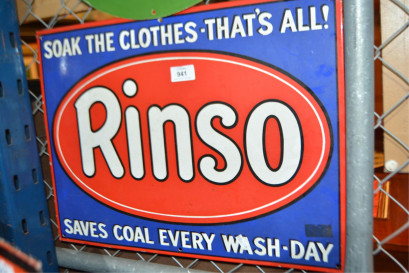 SOAK THE CLOTHES-THAT'S ALL!
941
Rinso
SAVES COAL EVERY WASH-DAY